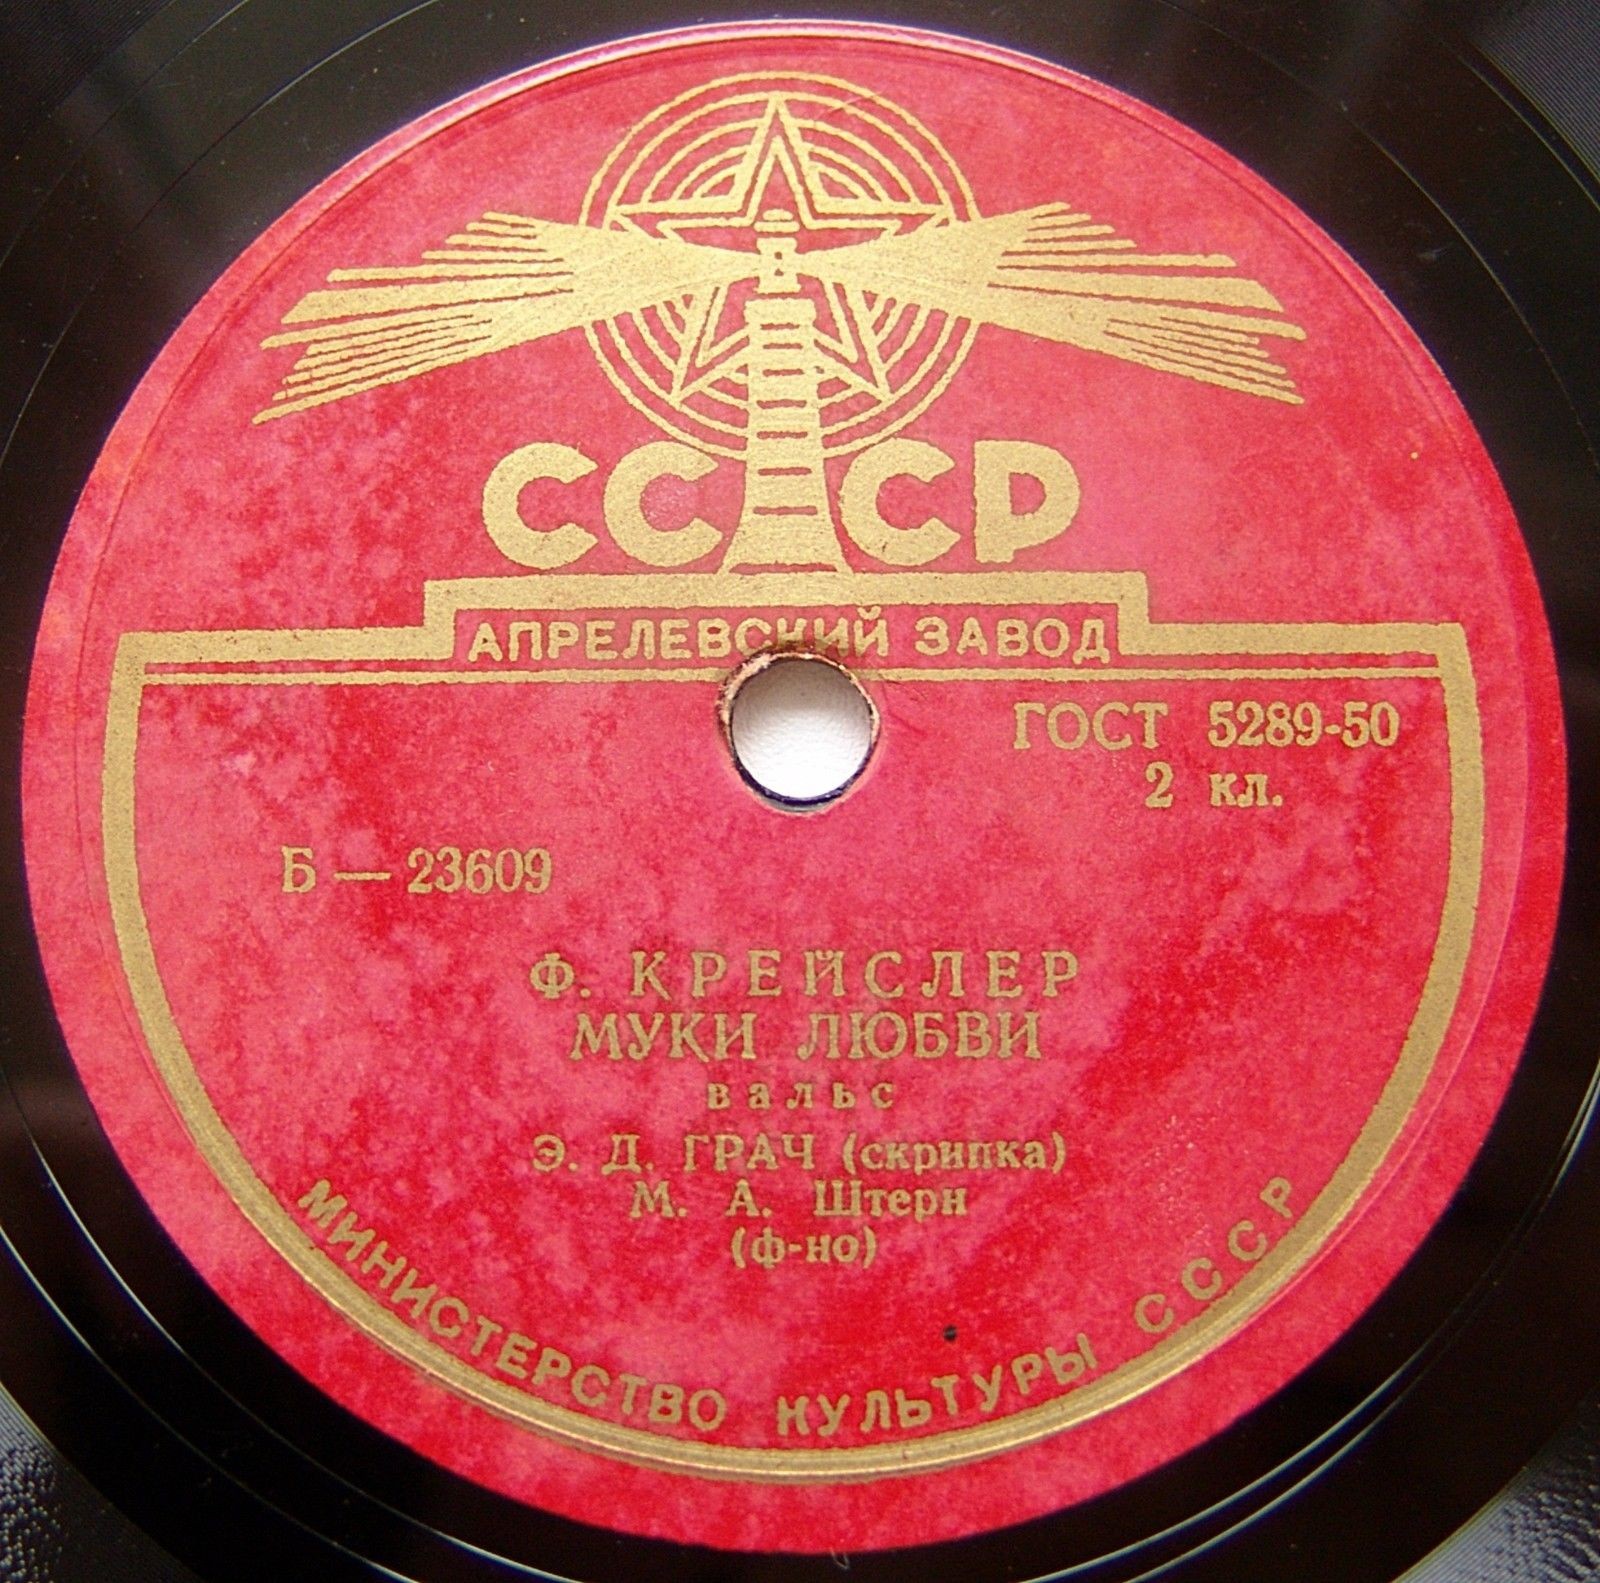 СССР
АПРЕЛЕВСКИЙ ЗАВОД
ГОСТ 5289-50
2 кл.
Б — 23609
Ф. КРЕЙСЛЕР
МУКИ ЛЮБВИ
вальс
Э. Д. ГРАЧ (скрипка)
М. А. Штерн
(ф-но)
МИНИСТЕРСТВО КУЛЬТУРЫ СССР